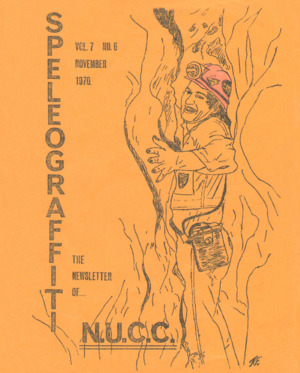 SPELEOGRAFFITI
VOL. 7 NO. 6
NOVEMBER
1970
THE
NEWSLETTER
OF...
N.U.C.C.